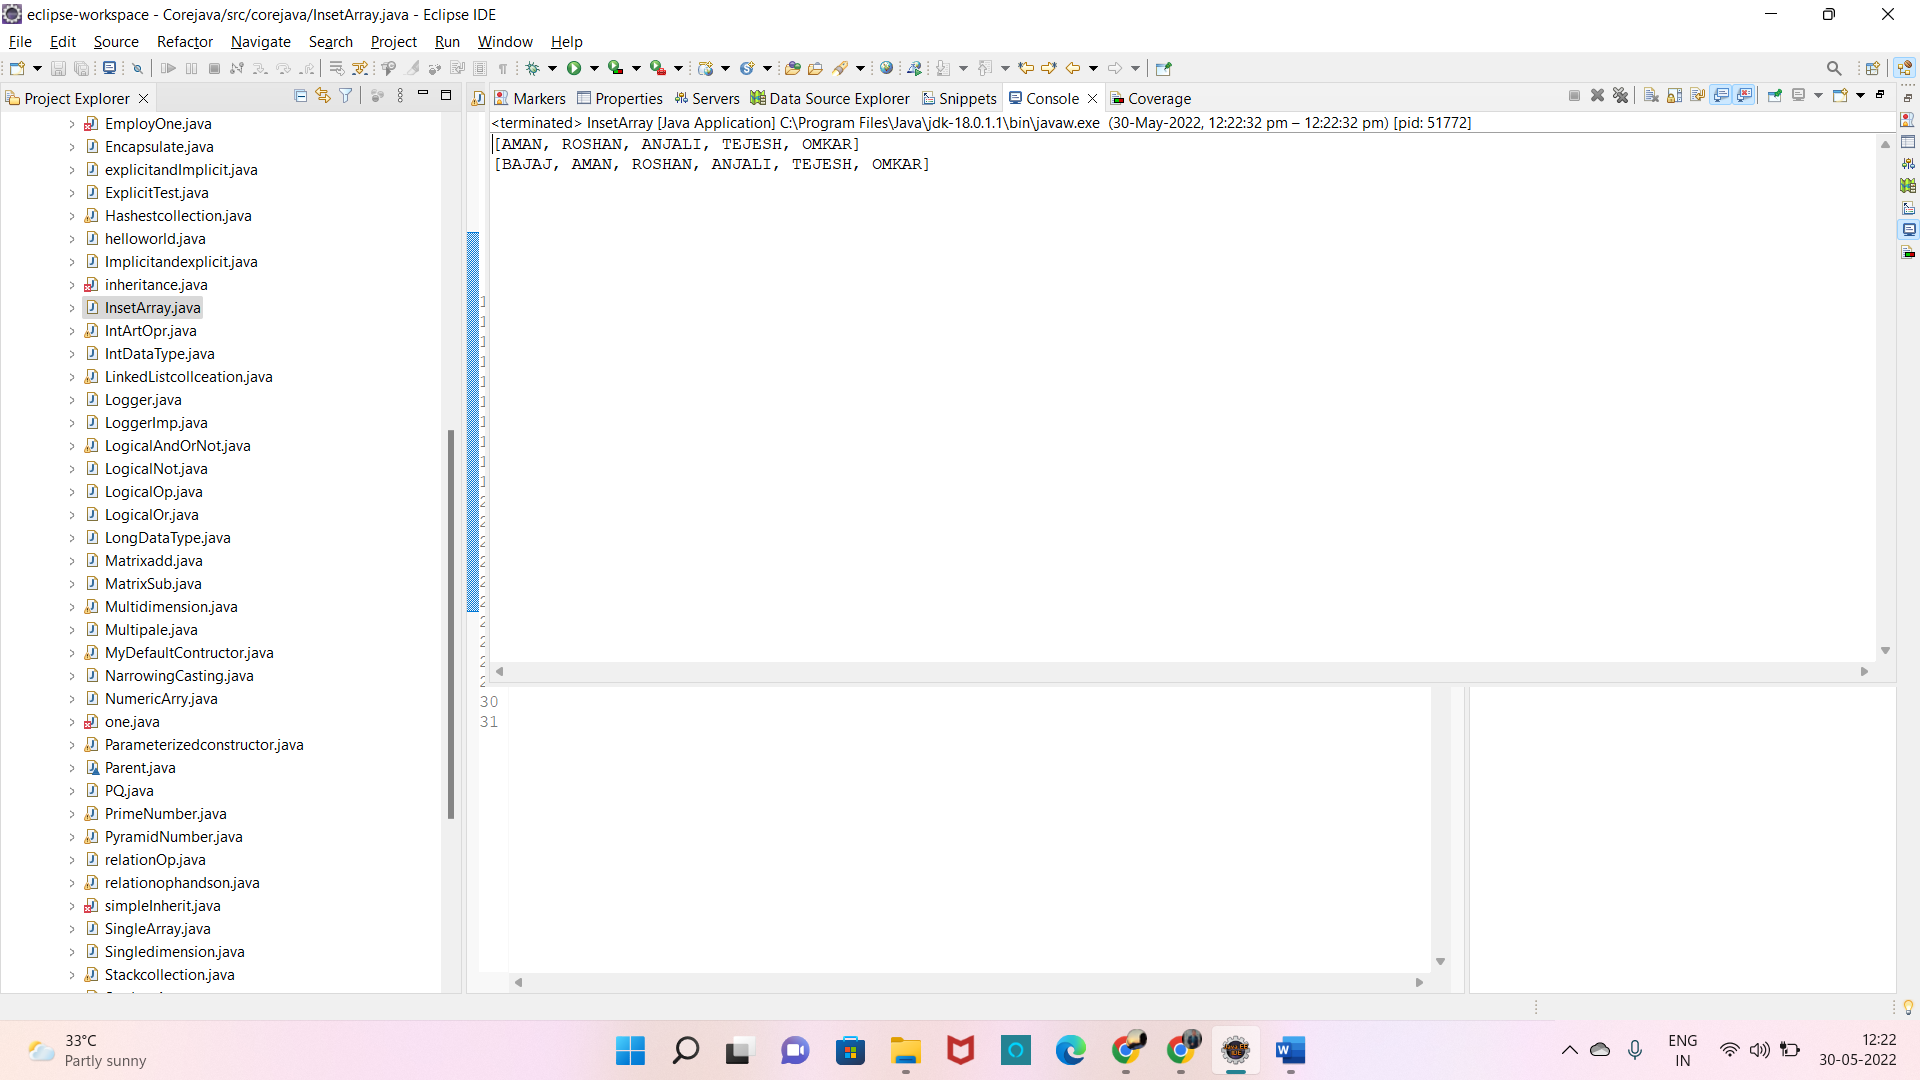 eclipse-workspace - Corejava/src/corejava/InsetArray.java - Eclipse IDE
File Edit Source Refactor Navigate Search Project Run Window Help
Project Explorer
EmployOne.java
Encapsulate.java
explicitandImplicit.java
ExplicitTest.java
Hashestcollection.java
helloworld.java
Implicitandexplicit.java
inheritance.java
InsetArray.java
IntArtOpr.java
IntDataType.java
LinkedListcollceation.java
Logger.java
LoggerImp.java
LogicalAndOrNot.java
LogicalNot.java
LogicalOp.java
LogicalOr.java
LongDataType.java
Matrixadd.java
MatrixSub.java
Multidimension.java
Multipale.java
MyDefaultContructor.java
NarrowingCasting.java
NumericArry.java
one.java
Parameterizedconstructor.java
Parent.java
PQ.java
PrimeNumber.java
PyramidNumber.java
relationOp.java
relationophandson.java
simpleInherit.java
SingleArray.java
Singledimension.java
Stackcollection.java
Markers Properties Servers Data Source Explorer Snippets Console Coverage
<terminated> InsetArray [Java Application] C:\Program Files\Java\jdk-18.0.1.1\bin\javaw.exe (30-May-2022, 12:22:32 pm – 12:22:32 pm) [pid: 51772]
[AMAN, ROSHAN, ANJALI, TEJESH, OMKAR]
[BAJAJ, AMAN, ROSHAN, ANJALI, TEJESH, OMKAR]
30
31
33°C
Partly sunny
ENG
IN
12:22
30-05-2022